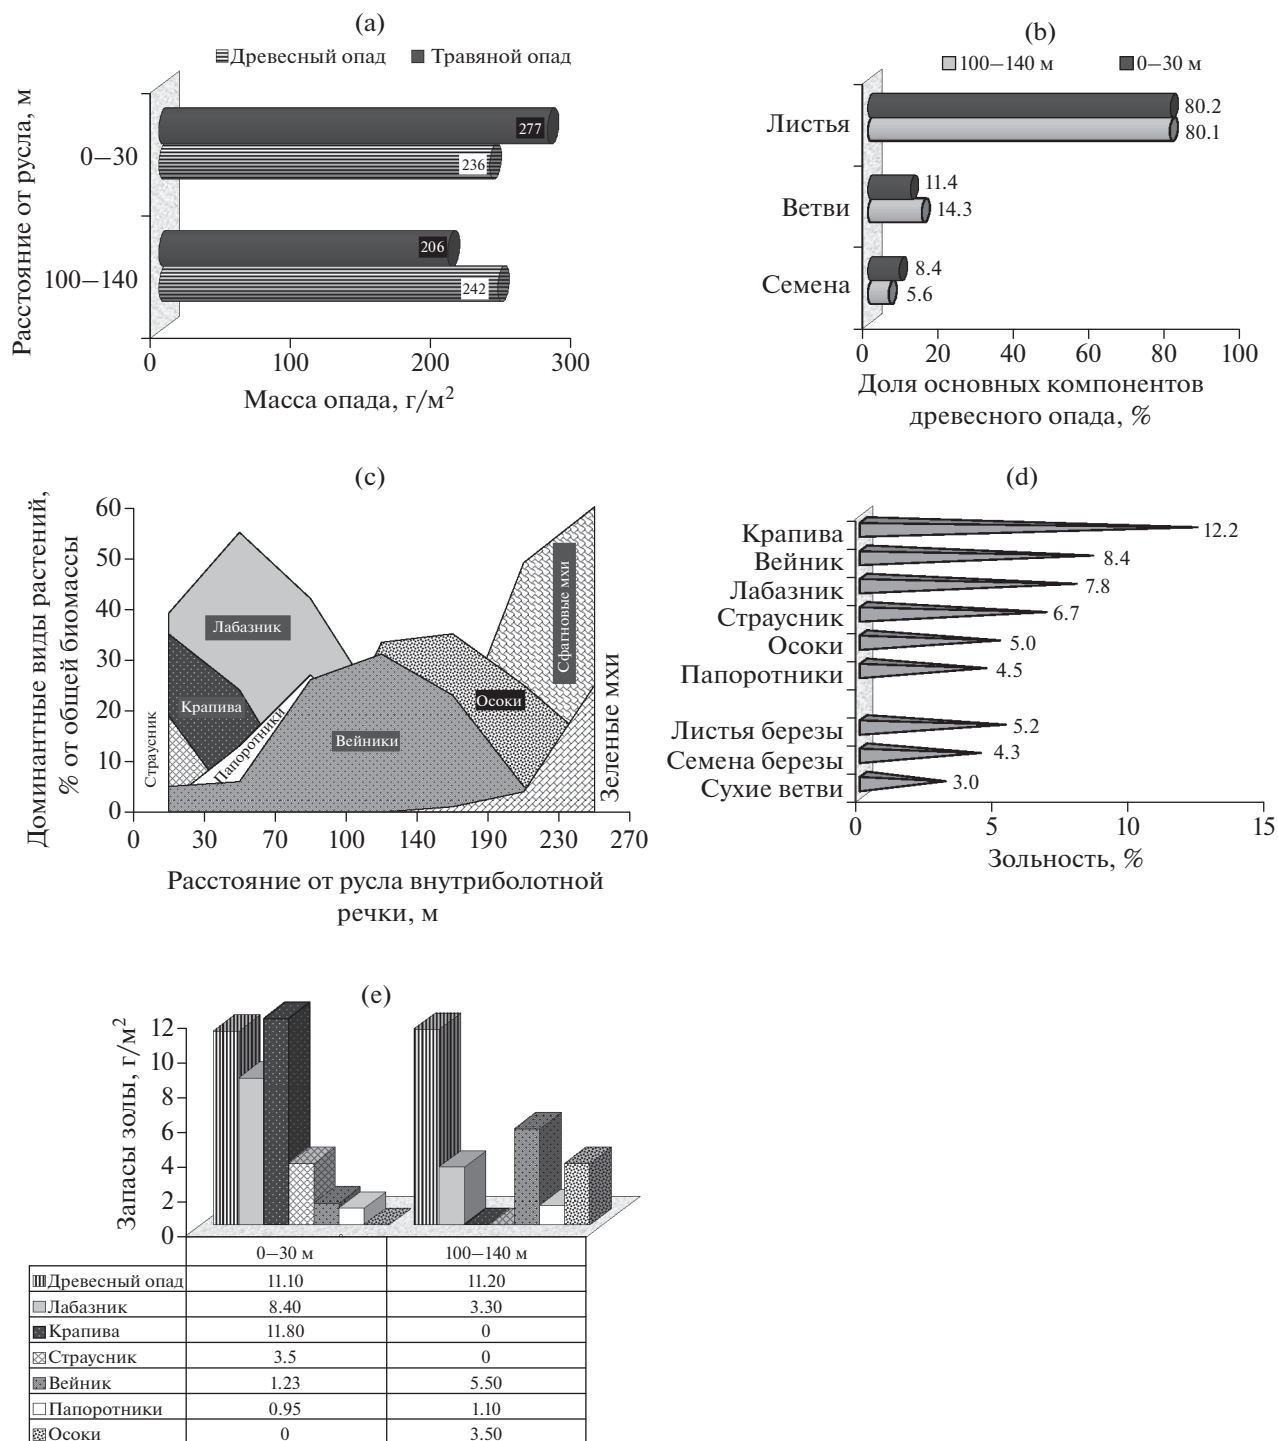 (a)
Древесный опад Травяной опад
Расстояние от русла, м
0–30
277
236
100–140
206
242
0 100 200 300
Масса опада, г/м²
(b)
100–140 м 0–30 м
Листья
80.2
80.1
Ветви
11.4
14.3
Семена
8.4
5.6
0 20 40 60 80 100
Доля основных компонентов
древесного опада, %
(c)
Доминантные виды растений,
% от общей биомассы
60
50
40
30
20
10
0
Страусник
Лабазник
Крапива
Папоротники
Вейники
Осоки
Сфагновые мхи
Зеленые мхи
0 30 70 100 140 190 230 270
Расстояние от русла внутриболотной
речки, м
(d)
Крапива 12.2
Вейник 8.4
Лабазник 7.8
Страусник 6.7
Осоки 5.0
Папоротники 4.5
Листья березы 5.2
Семена березы 4.3
Сухие ветви 3.0
0 5 10 15
Зольность, %
(e)
Запасы золы, г/м²
12
10
8
6
4
2
0
0–30 м 100–140 м
Древесный опад 11.10 11.20
Лабазник 8.40 3.30
Крапива 11.80 0
Страусник 3.5 0
Вейник 1.23 5.50
Папоротники 0.95 1.10
Осоки 0 3.50